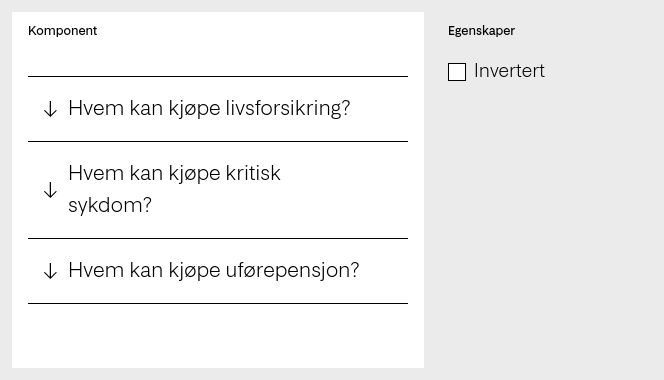 Komponent
Egenskaper
Invertert
Hvem kan kjøpe livsforsikring?
Hvem kan kjøpe kritisk
sykdom?
Hvem kan kjøpe uførepensjon?